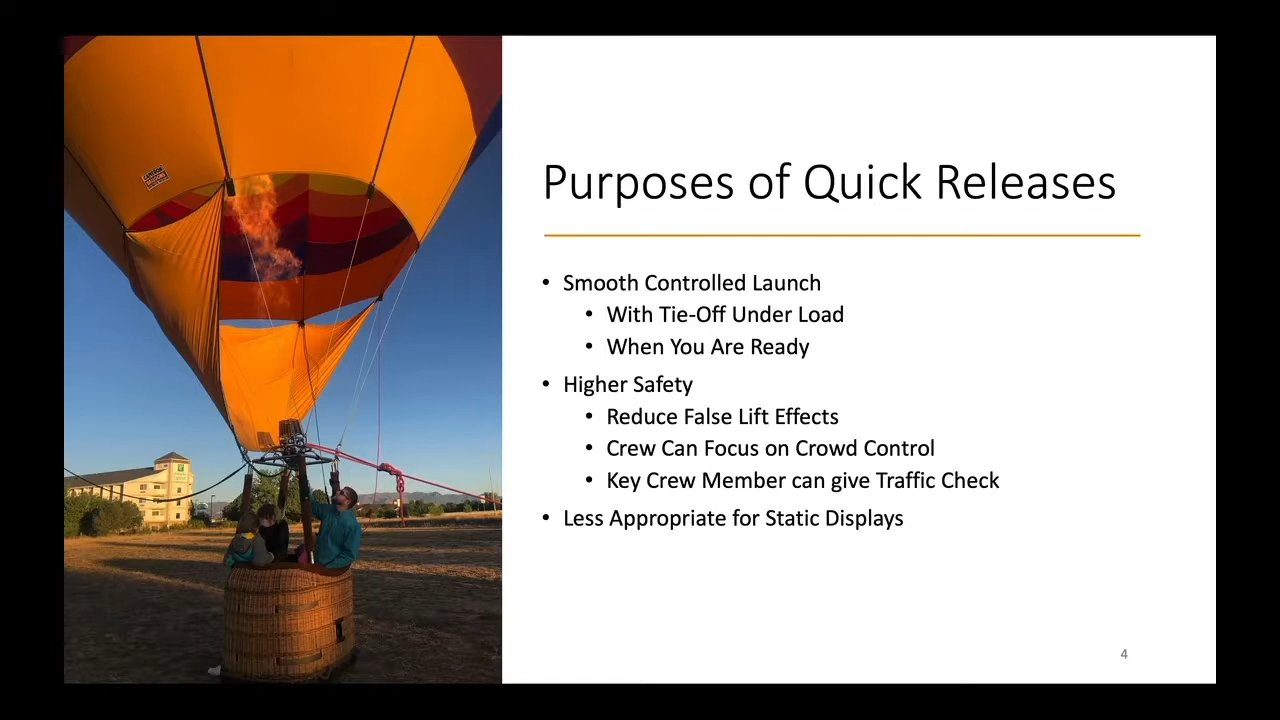 Purposes of Quick Releases
• Smooth Controlled Launch
• With Tie-Off Under Load
• When You Are Ready
• Higher Safety
• Reduce False Lift Effects
• Crew Can Focus on Crowd Control
• Key Crew Member can give Traffic Check
• Less Appropriate for Static Displays
4